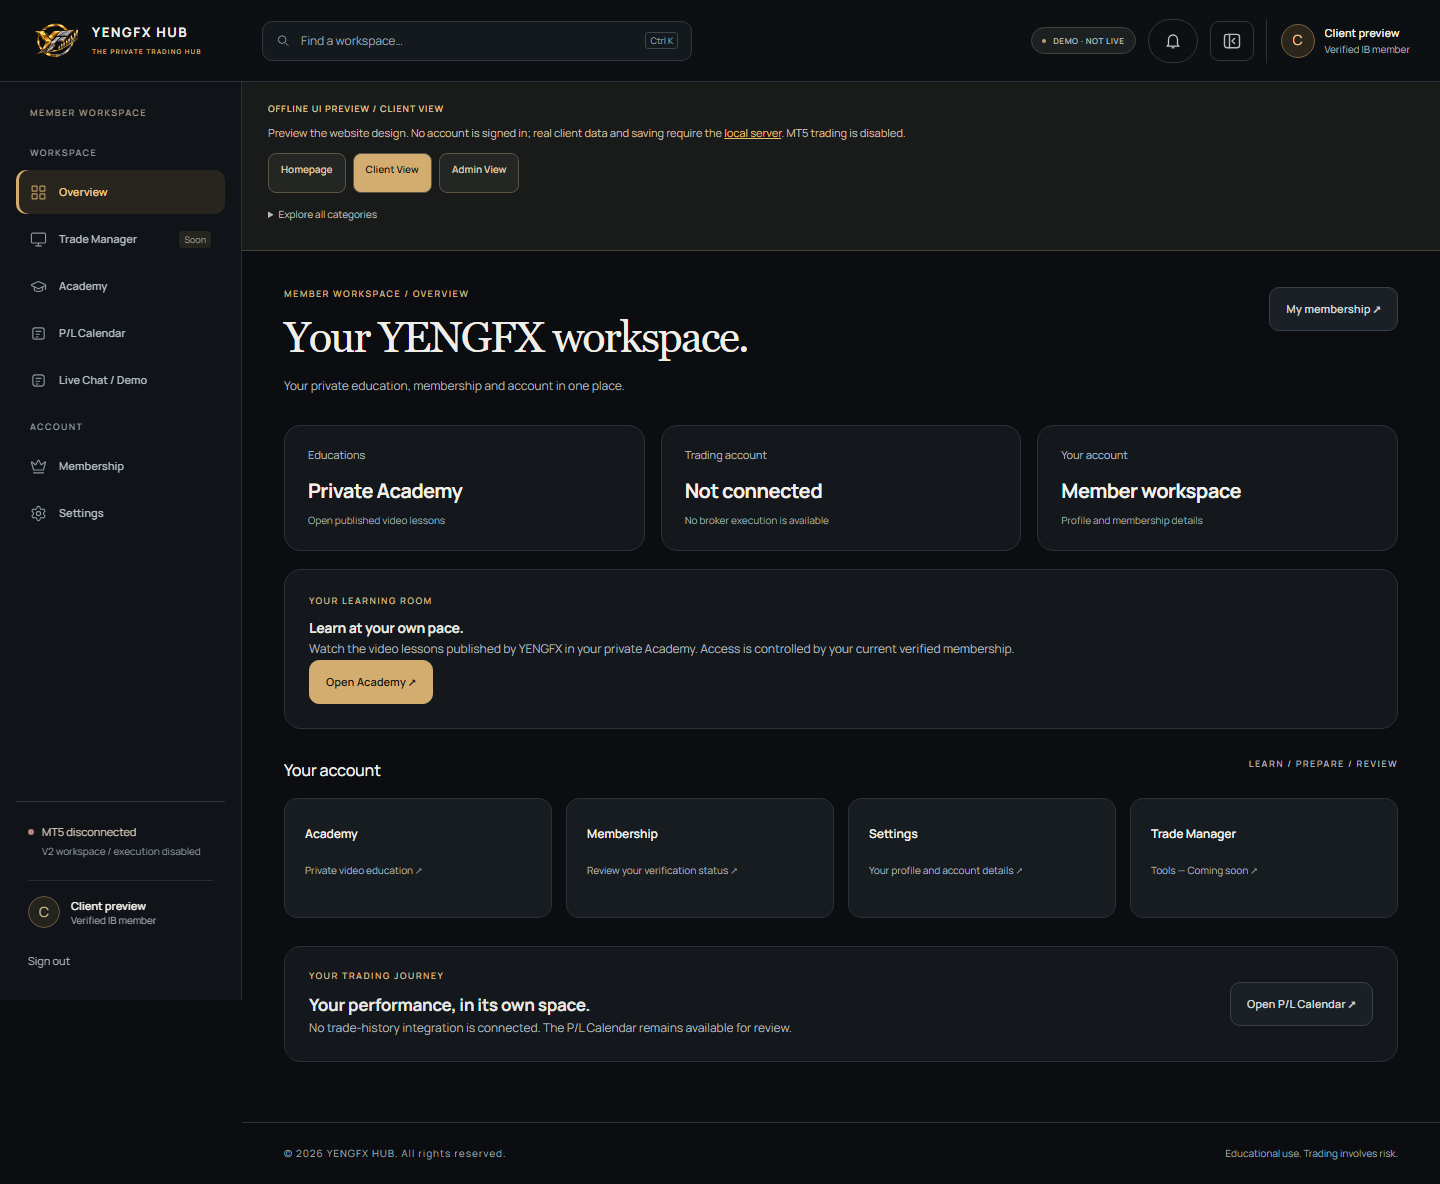 YENGFX HUB
THE PRIVATE TRADING HUB
Find a workspace...
Ctrl K
DEMO · NOT LIVE
C
Client preview
Verified IB member
MEMBER WORKSPACE
WORKSPACE
Overview
Trade Manager
Soon
Academy
P/L Calendar
Live Chat / Demo
ACCOUNT
Membership
Settings
MT5 disconnected
V2 workspace / execution disabled
C
Client preview
Verified IB member
Sign out
OFFLINE UI PREVIEW / CLIENT VIEW
Preview the website design. No account is signed in; real client data and saving require the local server. MT5 trading is disabled.
Homepage
Client View
Admin View
▶ Explore all categories
MEMBER WORKSPACE / OVERVIEW
Your YENGFX workspace.
Your private education, membership and account in one place.
My membership ↗
Educations
Private Academy
Open published video lessons
Trading account
Not connected
No broker execution is available
Your account
Member workspace
Profile and membership details
YOUR LEARNING ROOM
Learn at your own pace.
Watch the video lessons published by YENGFX in your private Academy. Access is controlled by your current verified membership.
Open Academy ↗
Your account
LEARN / PREPARE / REVIEW
Academy
Private video education ↗
Membership
Review your verification status ↗
Settings
Your profile and account details ↗
Trade Manager
Tools — Coming soon ↗
YOUR TRADING JOURNEY
Your performance, in its own space.
No trade-history integration is connected. The P/L Calendar remains available for review.
Open P/L Calendar ↗
© 2026 YENGFX HUB. All rights reserved.
Educational use. Trading involves risk.